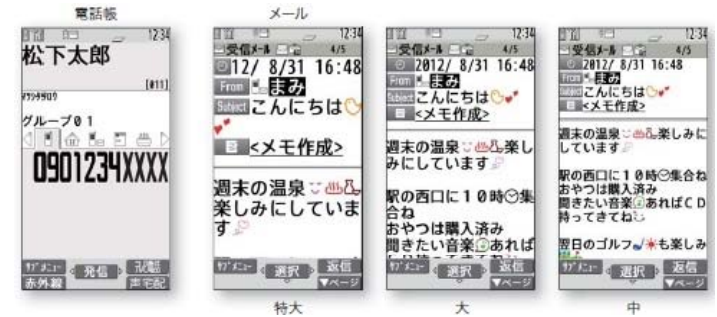 電話帳
メール
12:34
松下太郎
[011]
ﾏﾂｼﾀﾀﾛｳ
グループ01
0901234XXXX
ｻﾌﾞﾒﾆｭｰ
発信
赤外線
声宅配
12:34
受信メール
4/5
12/ 8/31 16:48
From まみ
Subject こんにちは
<メモ作成>
週末の温泉
楽しみにしていま
す
ｻﾌﾞﾒﾆｭｰ
選択
返信
▼ページ
特大
12:34
受信メール
4/5
2012/ 8/31 16:48
From まみ
Subject こんにちは
<メモ作成>
週末の温泉楽し
みにしています
駅の西口に10時集
合ね
おやつは購入済み
聞きたい音楽あれば
ｻﾌﾞﾒﾆｭｰ
選択
返信
▼ページ
大
12:34
受信メール
4/5
2012/ 8/31 16:48
From まみ
Subject こんにちは
<メモ作成>
週末の温泉楽しみに
しています
駅の西口に10時集合ね
おやつは購入済み
聞きたい音楽あればCD
持ってきてね
翌日のゴルフも楽しみ
ｻﾌﾞﾒﾆｭｰ
選択
返信
▼ページ
中